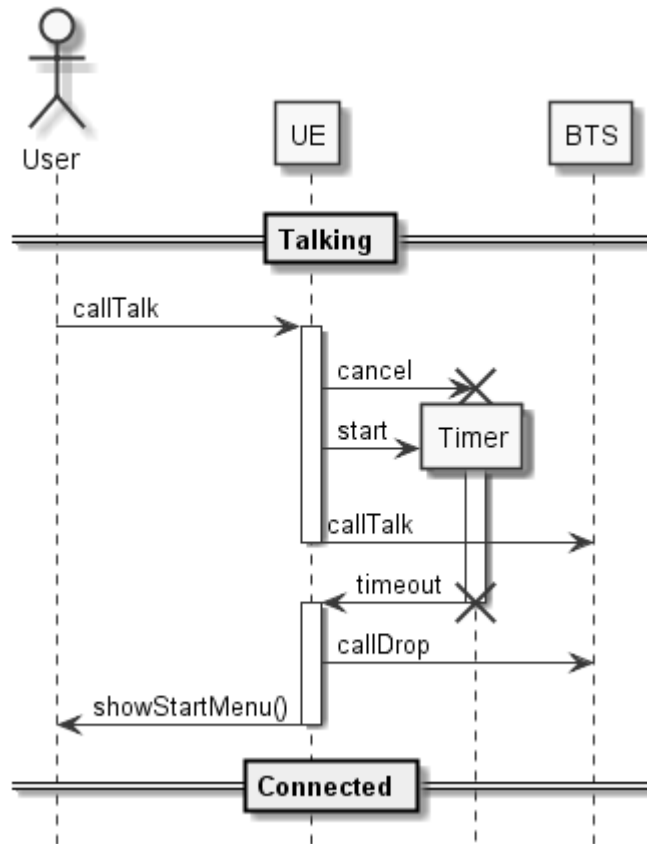 User
UE
BTS
Talking
callTalk
cancel
start
Timer
callTalk
timeout
callDrop
showStartMenu()
Connected